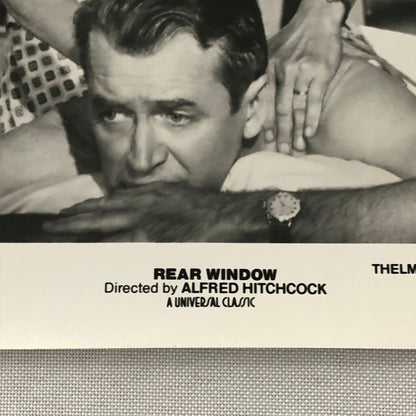 REAR WINDOW
THELM
Directed by ALFRED HITCHCOCK
A UNIVERSAL CLASSIC